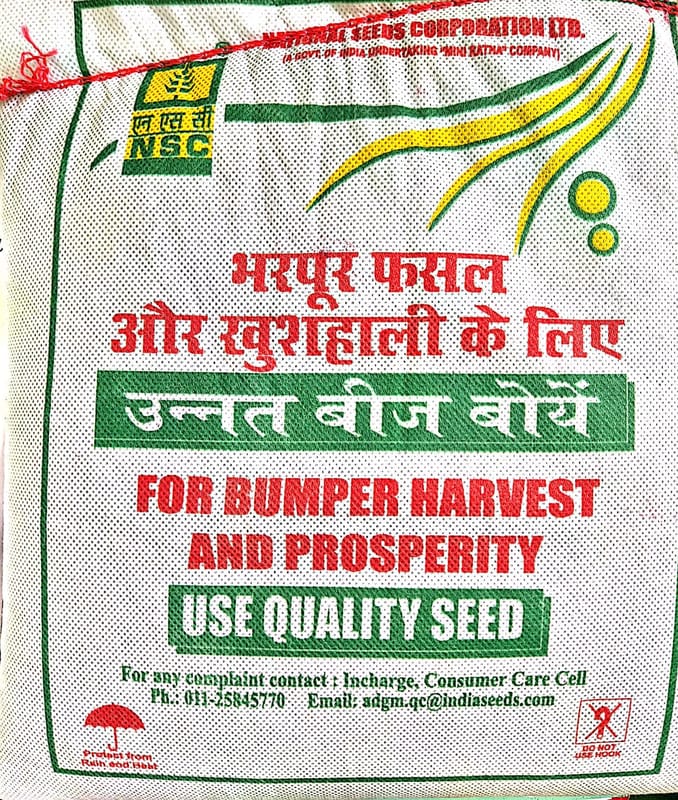 NATIONAL SEEDS CORPORATION LTD.
(A GOVT. OF INDIA UNDERTAKING "MINI RATNA" COMPANY)
एन एस सी
NSC
भरपूर फसल
और खुशहाली के लिए
उन्नत बीज बोयें
FOR BUMPER HARVEST
AND PROSPERITY
USE QUALITY SEED
For any complaint contact : Incharge, Consumer Care Cell
Ph.: 011-25845770 Email: adgm.qc@indiaseeds.com
Protect from
Rain and Heat
DO NOT
USE HOOK